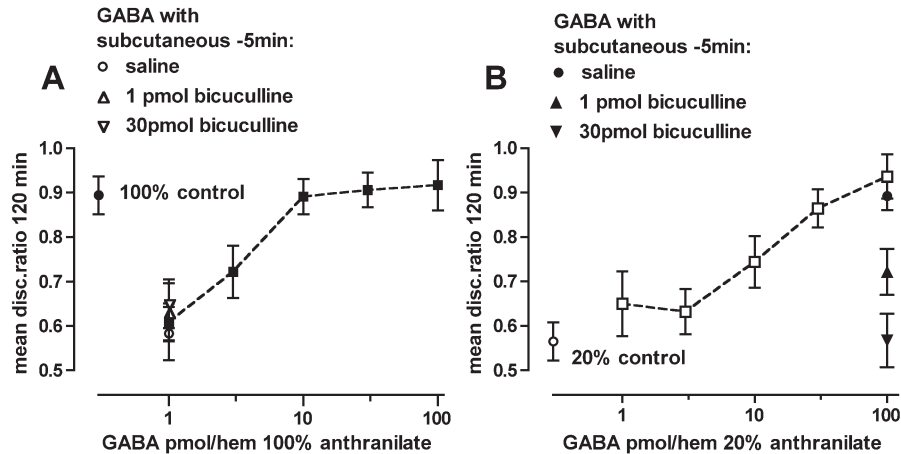 GABA with
subcutaneous -5min:
A
saline
1 pmol bicuculline
30pmol bicuculline
mean disc.ratio 120 min
1.0
0.9
0.8
0.7
0.6
0.5
100% control
1
10
100
GABA pmol/hem 100% anthranilate
GABA with
subcutaneous -5min:
B
saline
1 pmol bicuculline
30pmol bicuculline
mean disc.ratio 120 min
1.0
0.9
0.8
0.7
0.6
0.5
20% control
1
10
100
GABA pmol/hem 20% anthranilate